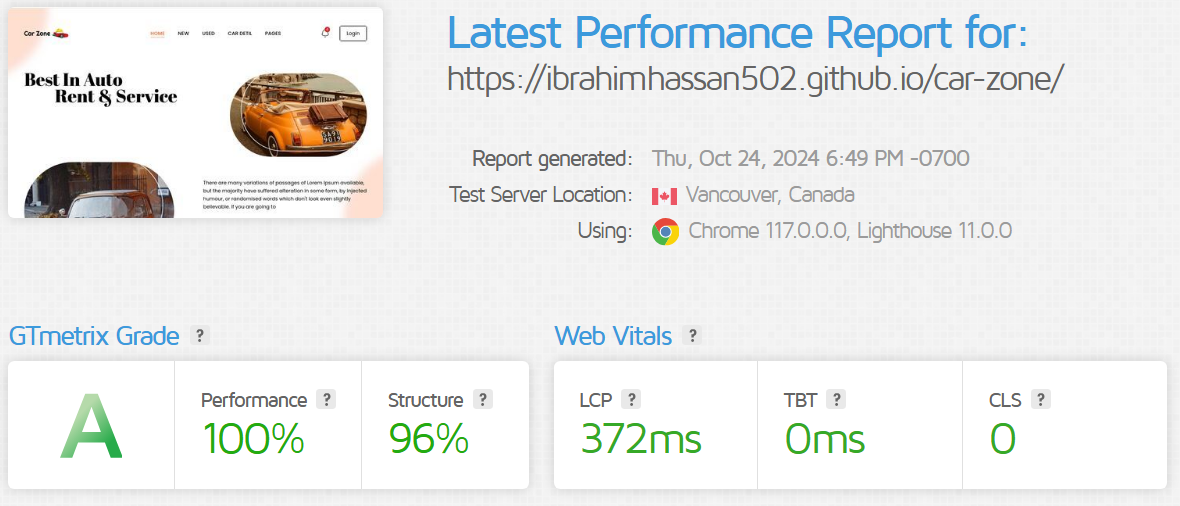 Car Zone
HOME NEW USED CAR DETIL PAGES Login
Best In Auto
Rent & Service
There are many variations of passages of Lorem Ipsum available,
but the majority have suffered alteration in some form, by injected
humour, or randomised words which don't look even slightly
believable. If you are going to
Latest Performance Report for:
https://ibrahimhassan502.github.io/car-zone/
Report generated: Thu, Oct 24, 2024 6:49 PM -0700
Test Server Location: Vancouver, Canada
Using: Chrome 117.0.0.0, Lighthouse 11.0.0
GTmetrix Grade ?
A
Performance ?
100%
Structure ?
96%
Web Vitals ?
LCP ?
372ms
TBT ?
0ms
CLS ?
0